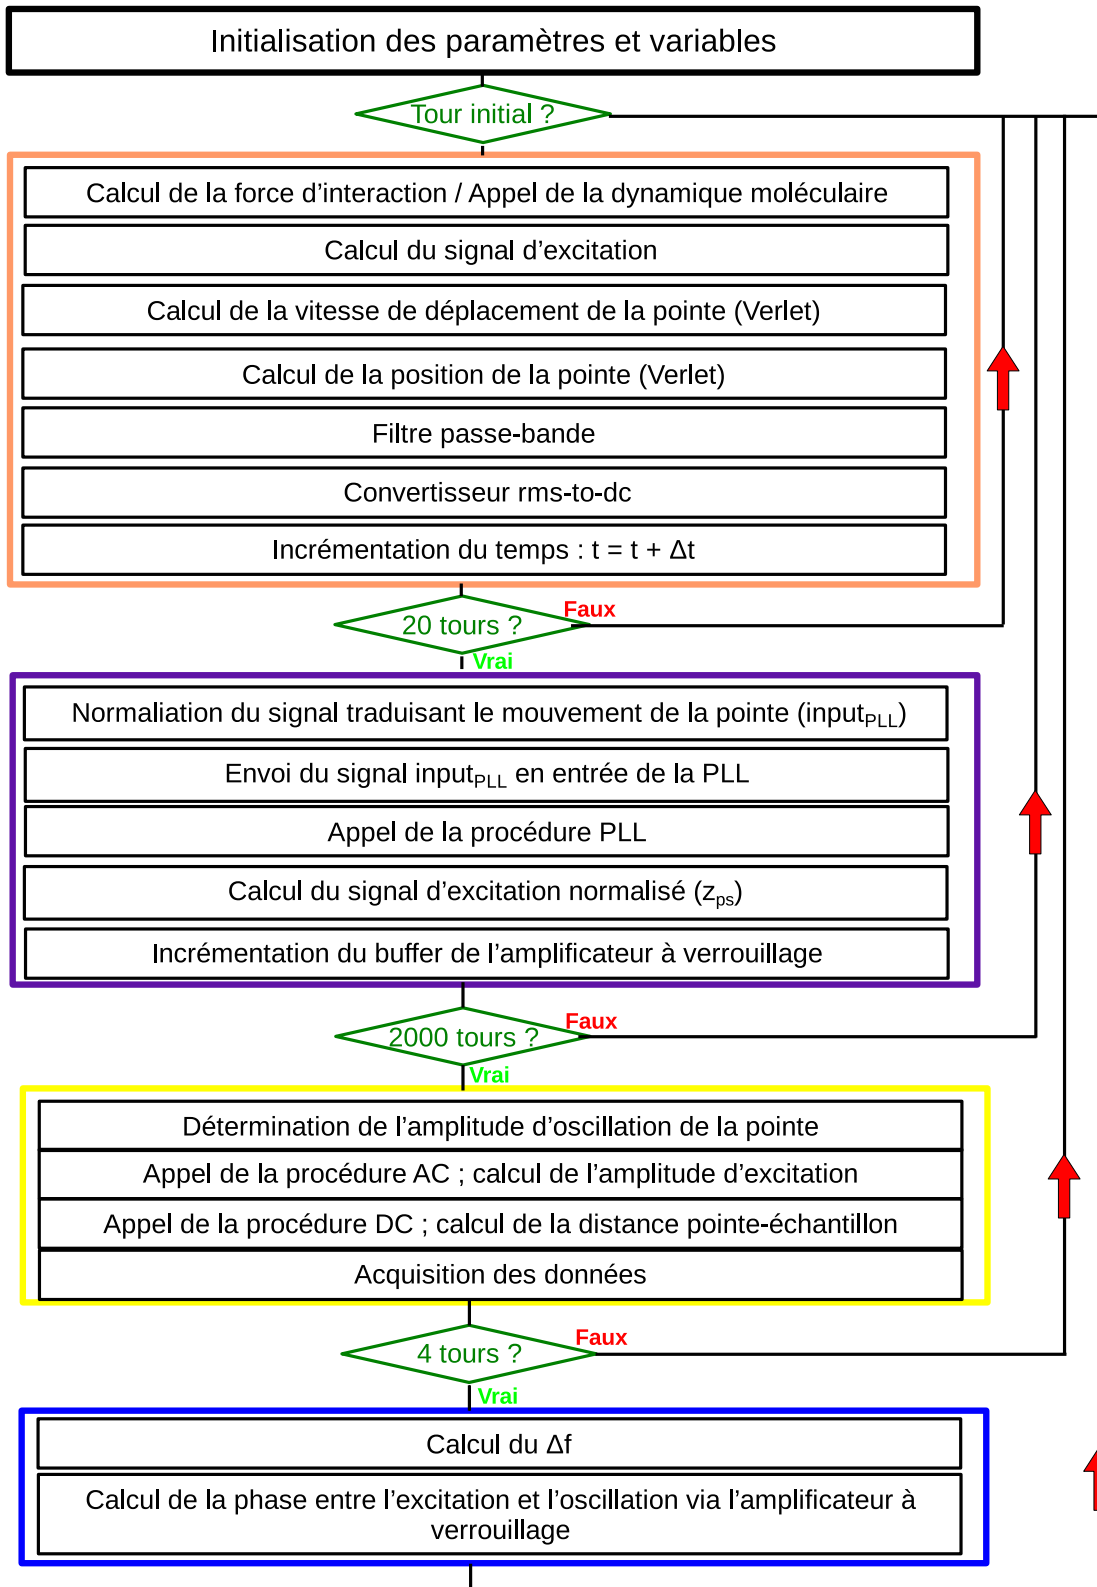 Initialisation des paramètres et variables
Tour initial ?
Calcul de la force d'interaction / Appel de la dynamique moléculaire
Calcul du signal d'excitation
Calcul de la vitesse de déplacement de la pointe (Verlet)
Calcul de la position de la pointe (Verlet)
Filtre passe-bande
Convertisseur rms-to-dc
Incrémentation du temps : t = t + Δt
20 tours ?
Faux
Vrai
Normaliation du signal traduisant le mouvement de la pointe (inputPLL)
Envoi du signal inputPLL en entrée de la PLL
Appel de la procédure PLL
Calcul du signal d'excitation normalisé (zps)
Incrémentation du buffer de l'amplificateur à verrouillage
2000 tours ?
Faux
Vrai
Détermination de l'amplitude d'oscillation de la pointe
Appel de la procédure AC ; calcul de l'amplitude d'excitation
Appel de la procédure DC ; calcul de la distance pointe-échantillon
Acquisition des données
4 tours ?
Faux
Vrai
Calcul du Δf
Calcul de la phase entre l'excitation et l'oscillation via l'amplificateur à
verrouillage